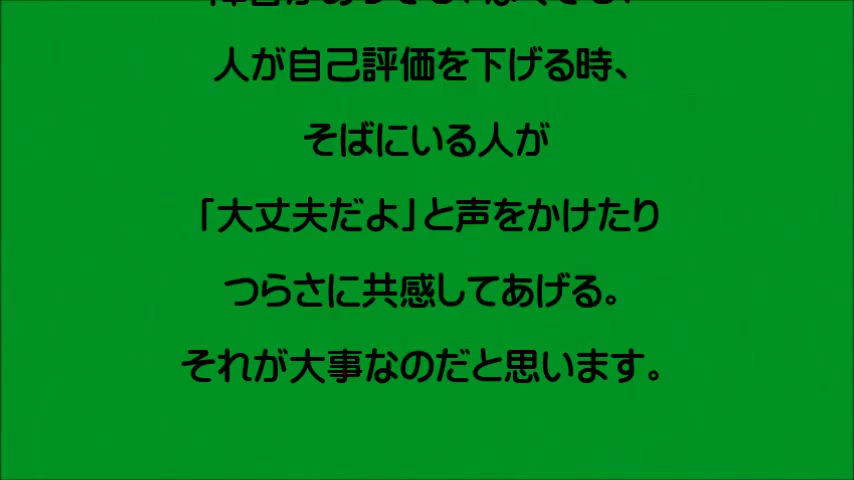 人が自己評価を下げる時、
そばにいる人が
「大丈夫だよ」と声をかけたり
つらさに共感してあげる。
それが大事なのだと思います。